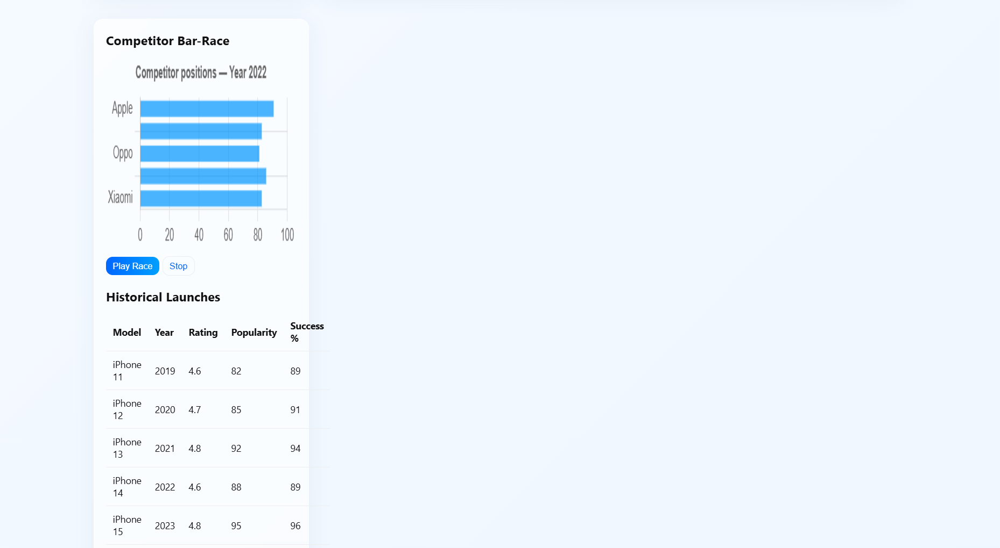 Competitor Bar-Race
Competitor positions — Year 2022
Apple
Oppo
Xiaomi
0 20 40 60 80 100
Play Race Stop
Historical Launches
Model Year Rating Popularity Success %
iPhone 11 2019 4.6 82 89
iPhone 12 2020 4.7 85 91
iPhone 13 2021 4.8 92 94
iPhone 14 2022 4.6 88 89
iPhone 15 2023 4.8 95 96